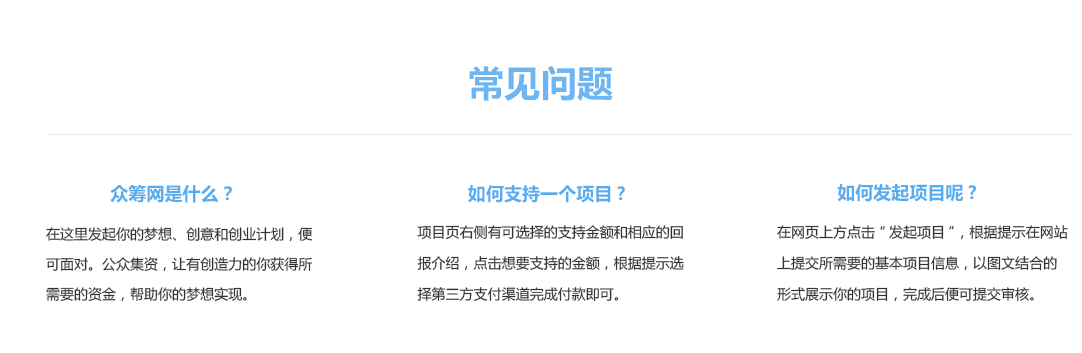 常见问题
众筹网是什么？
在这里发起你的梦想、创意和创业计划，便
可面对。公众集资，让有创造力的你获得所
需要的资金，帮助你的梦想实现。
如何支持一个项目？
项目页右侧有可选择的支持金额和相应的回
报介绍，点击想要支持的金额，根据提示选
择第三方支付渠道完成付款即可。
如何发起项目呢？
在网页上方点击“发起项目”，根据提示在网站
上提交所需要的基本项目信息，以图文结合的
形式展示你的项目，完成后便可提交审核。